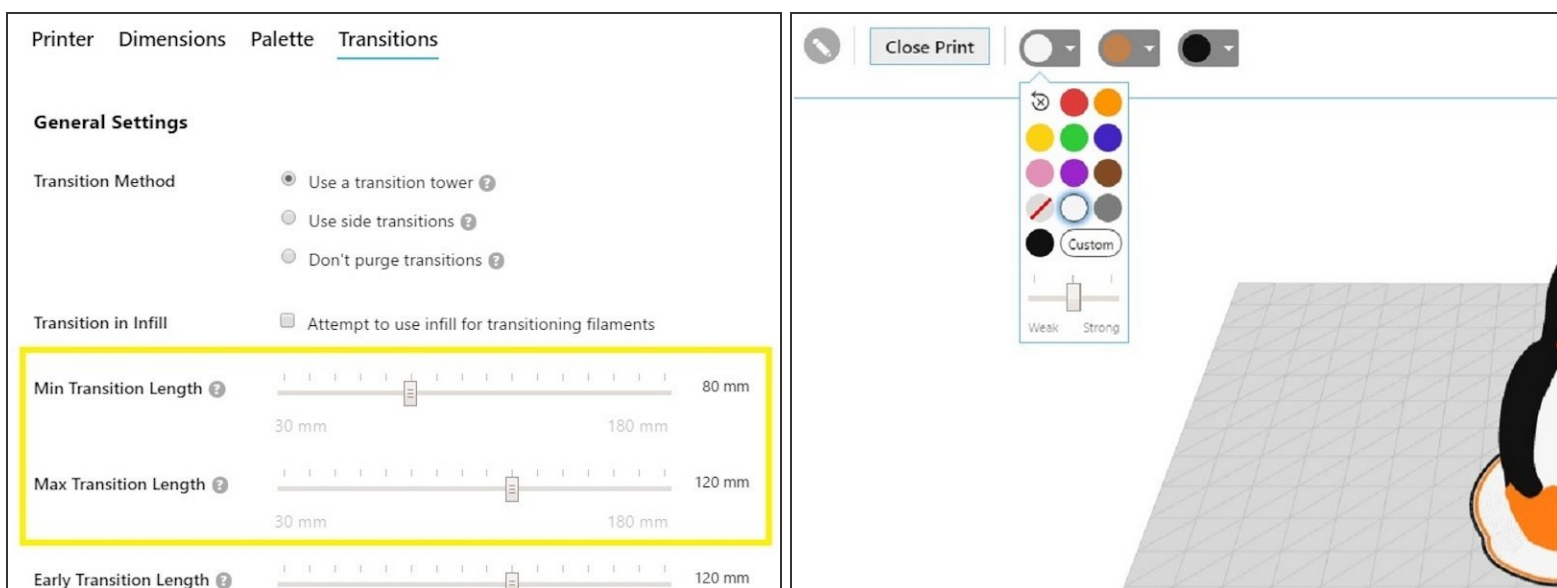 Printer Dimensions Palette Transitions
General Settings
Transition Method
Use a transition tower ?
Use side transitions ?
Don't purge transitions ?
Transition in Infill
Attempt to use infill for transitioning filaments
Min Transition Length ?
80 mm
30 mm 180 mm
Max Transition Length ?
120 mm
30 mm 180 mm
Early Transition Length ?
120 mm
Close Print
Custom
Weak Strong